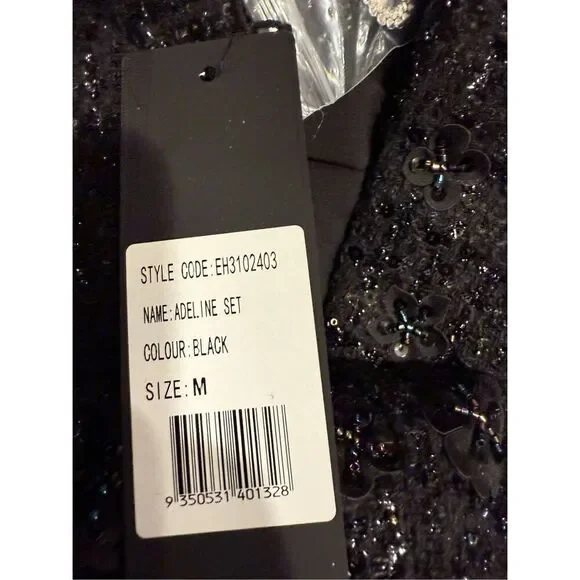 STYLE CODE:EH3102403
NAME:ADELINE SET
COLOUR:BLACK
SIZE:M
9 350531 401328